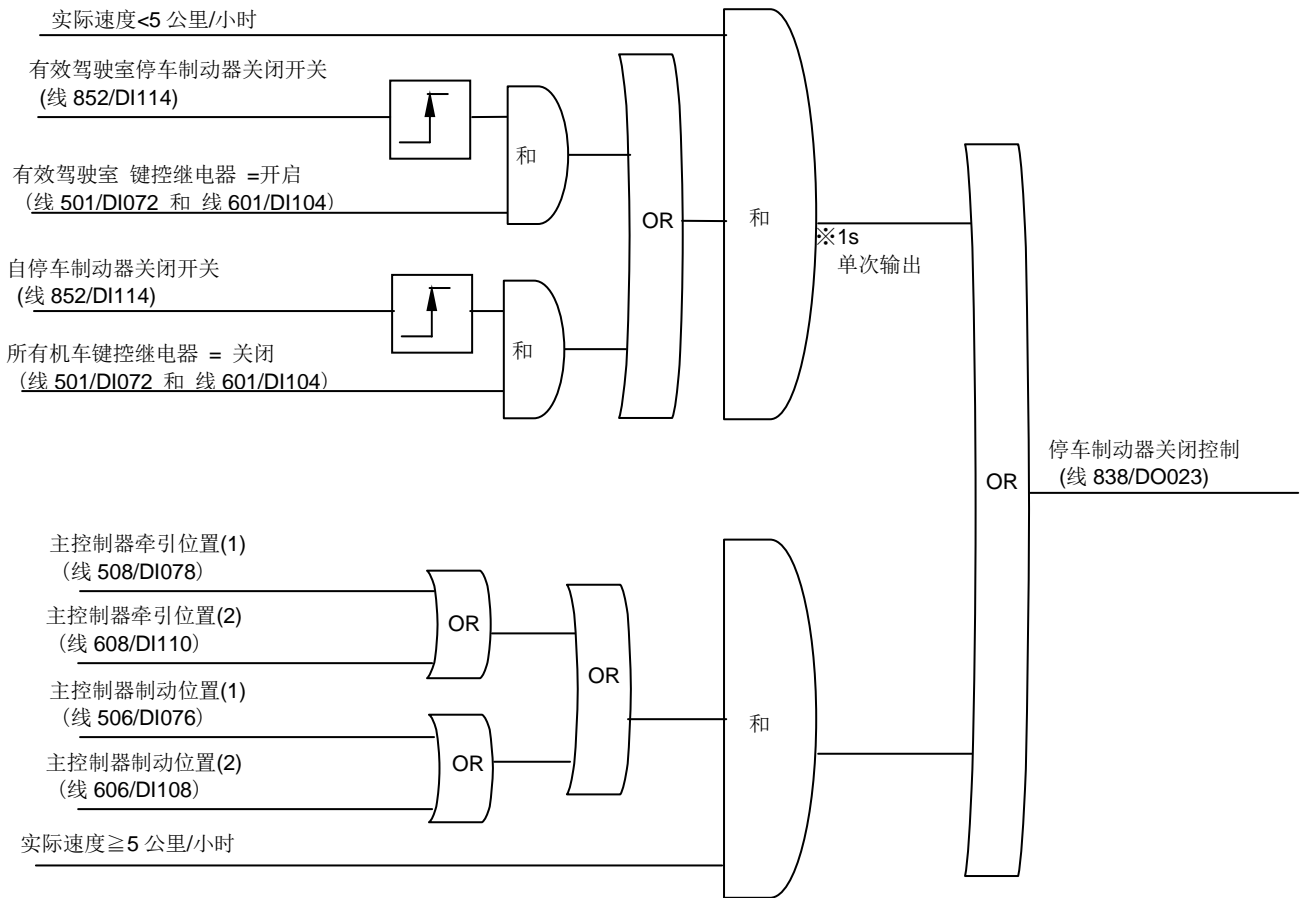 实际速度<5 公里/小时
有效驾驶室停车制动器关闭开关
(线 852/DI114)
和
有效驾驶室 键控继电器 =开启
（线 501/DI072 和 线 601/DI104）
OR
和
※1s
单次输出
自停车制动器关闭开关
(线 852/DI114)
和
所有机车键控继电器 = 关闭
（线 501/DI072 和 线 601/DI104）
停车制动器关闭控制
(线 838/DO023)
OR
主控制器牵引位置(1)
（线 508/DI078）
主控制器牵引位置(2)
（线 608/DI110）
OR
OR
主控制器制动位置(1)
（线 506/DI076）
和
主控制器制动位置(2)
（线 606/DI108）
OR
实际速度≧5 公里/小时